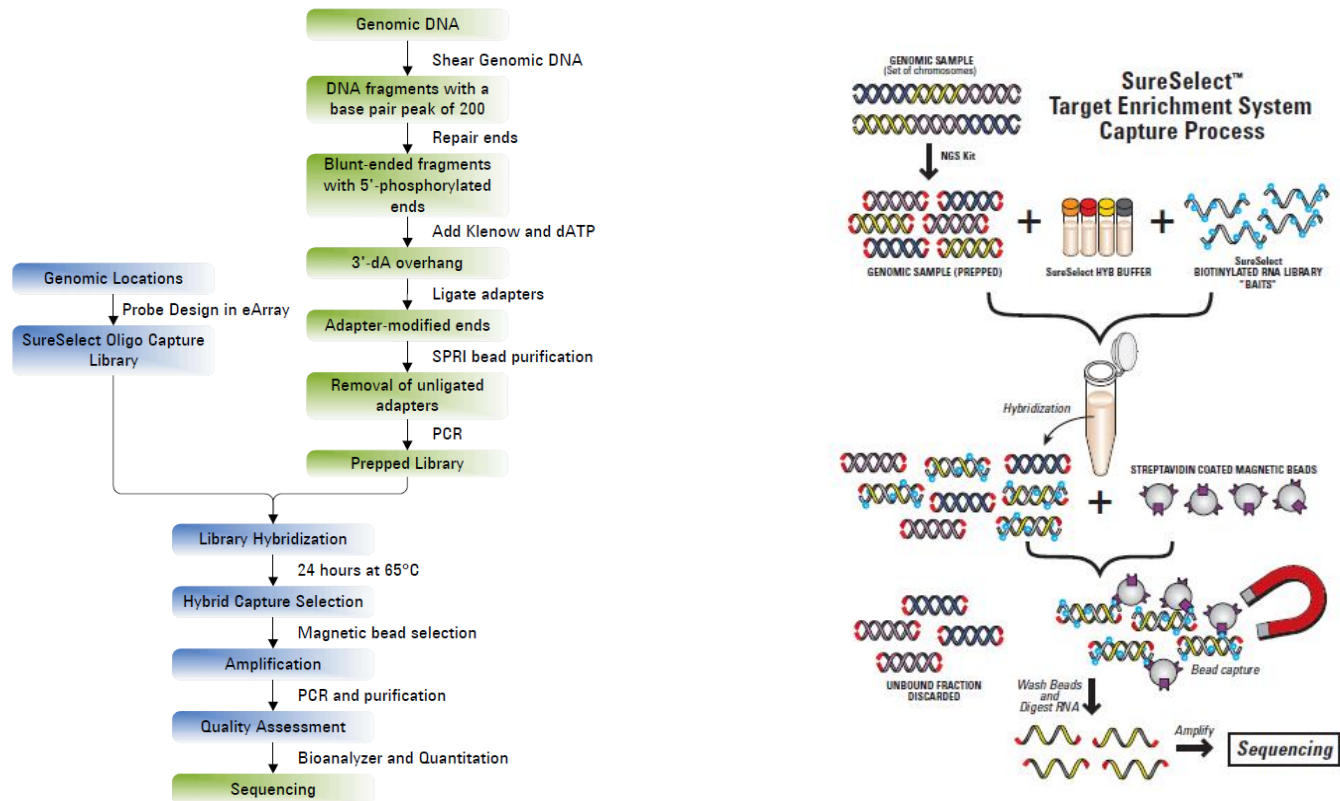 Genomic DNA
Shear Genomic DNA
DNA fragments with a
base pair peak of 200
Repair ends
Blunt-ended fragments
with 5'-phosphorylated
ends
Add Klenow and dATP
3'-dA overhang
Ligate adapters
Adapter-modified ends
SPRI bead purification
Removal of unligated
adapters
PCR
Prepped Library
Genomic Locations
Probe Design in eArray
SureSelect Oligo Capture
Library
Library Hybridization
24 hours at 65°C
Hybrid Capture Selection
Magnetic bead selection
Amplification
PCR and purification
Quality Assessment
Bioanalyzer and Quantitation
Sequencing
SureSelect™
Target Enrichment System
Capture Process
GENOMIC SAMPLE
(Set of chromosomes)
NGS Kit
GENOMIC SAMPLE (PREPPED)
+
SureSelect HYB BUFFER
+
SureSelect
BIOTINYLATED RNA LIBRARY
"BAITS"
Hybridization
+
STREPTAVIDIN COATED MAGNETIC BEADS
UNBOUND FRACTION
DISCARDED
Bead capture
Wash Beads
and
Digest RNA
Amplify
Sequencing